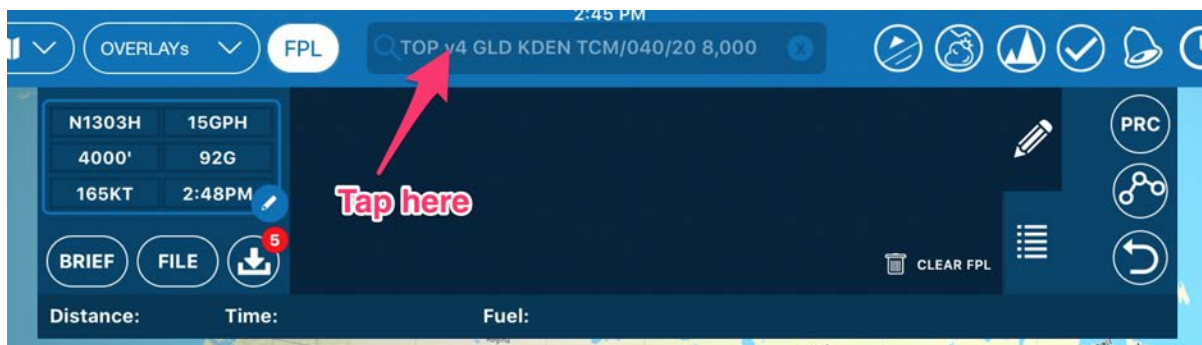 2:45 PM
OVERLAYs FPL TOP v4 GLD KDEN TCM/040/20 8,000
N1303H 15GPH
4000' 92G
165KT 2:48PM
PRC
Tap here
5
BRIEF FILE
CLEAR FPL
Distance: Time: Fuel: